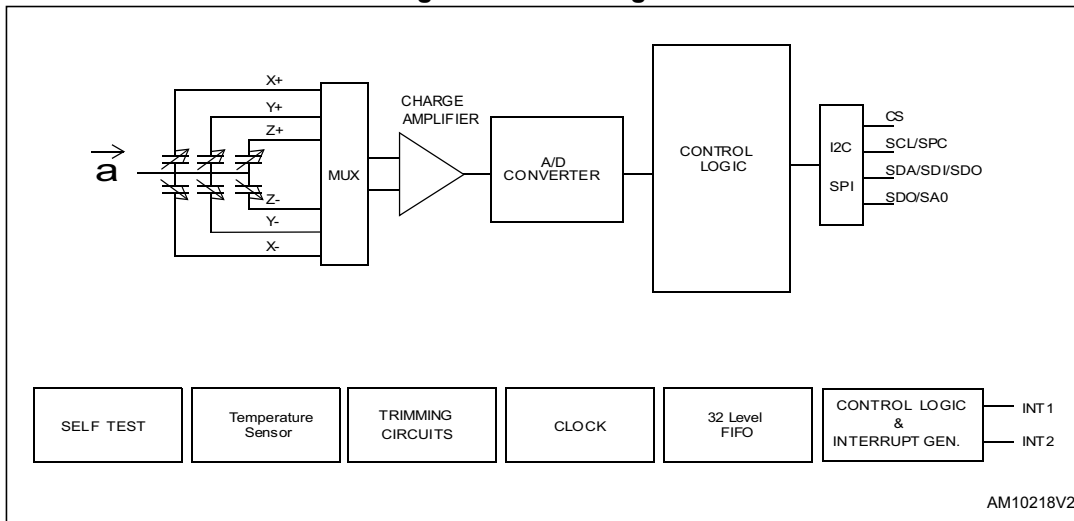 X+
Y+
Z+
CHARGE
AMPLIFIER
a
MUX
A/D
CONVERTER
CONTROL
LOGIC
I2C
SPI
CS
SCL/SPC
SDA/SDI/SDO
SDO/SA0
Z-
Y-
X-
SELF TEST
Temperature
Sensor
TRIMMING
CIRCUITS
CLOCK
32 Level
FIFO
CONTROL LOGIC
&
INTERRUPT GEN.
INT1
INT2
AM10218V2